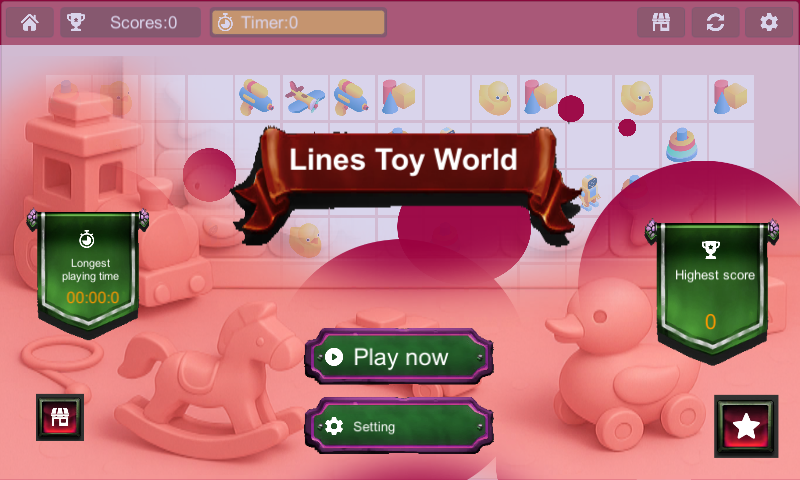 Scores:0
Timer:0
Lines Toy World
Longest
playing time
00:00:0
Highest score
0
Play now
Setting